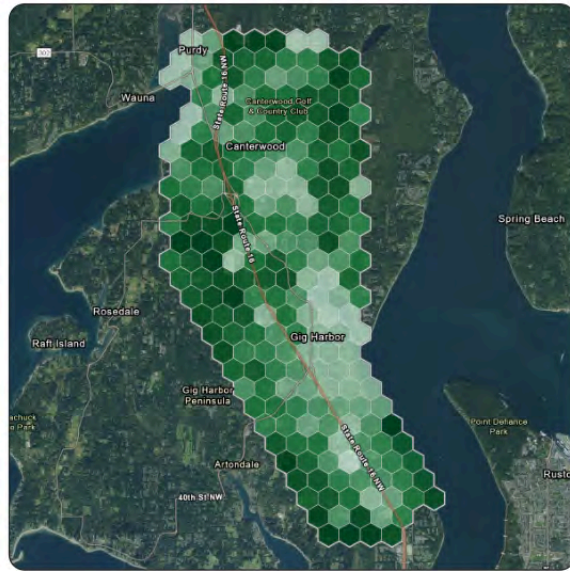 302
Purdy
Wauna
State Route 16 NW
Canterwood Golf
& Country Club
Canterwood
Spring Beach
State Route 16
Rosedale
Raft Island
Gig Harbor
Gig Harbor
Peninsula
Point Defiance
Park
Artondale
State Route 16 NW
40th St NW
Rusto